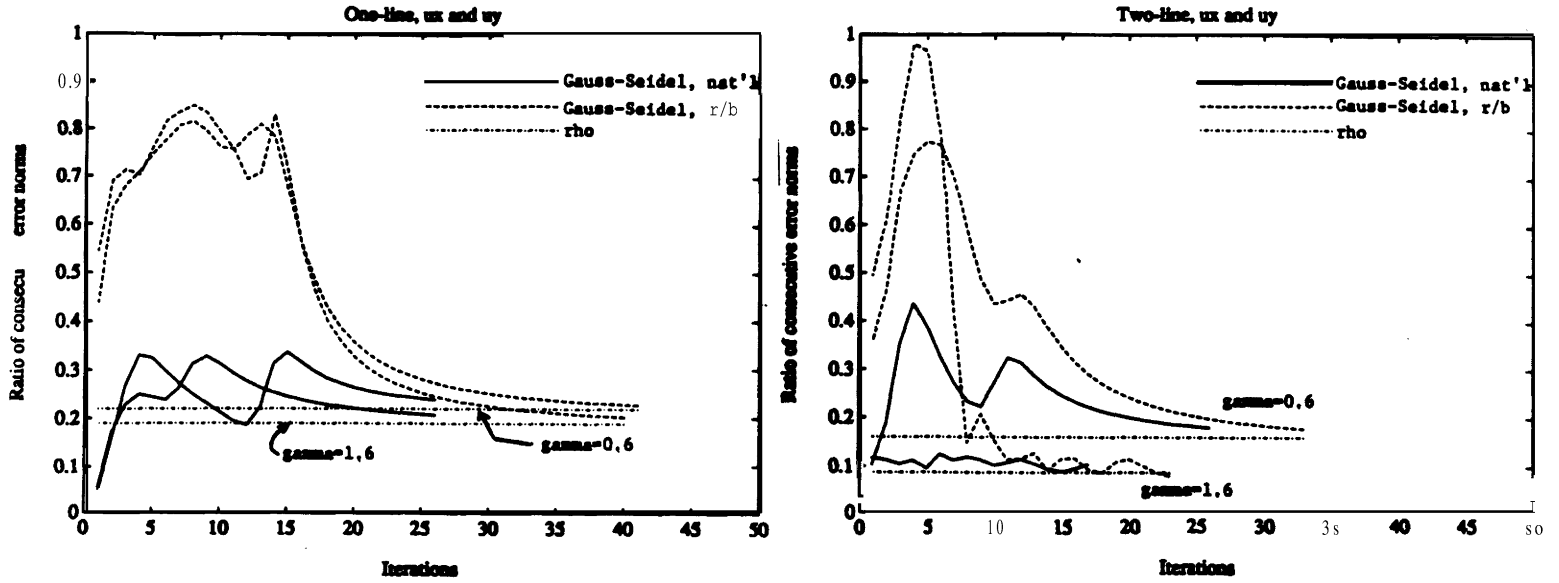 One-line, ux and uy
1
0.9
0.8
0.7
0.6
0.5
0.4
0.3
0.2
0.1
0
Ratio of consecu error norms
Gauss-Seidel, nat'l
Gauss-Seidel, r/b
rho
gamma=1.6
gamma=0.6
0 5 10 15 20 25 30 35 40 45 50
Iterations
Two-line, ux and uy
1
0.9
0.8
0.7
0.6
0.5
0.4
0.3
0.2
0.1
0
Ratio of consecutive error norms
Gauss-Seidel, nat'l
Gauss-Seidel, r/b
rho
gamma=0.6
gamma=1.6
0 5 10 15 20 25 30 3s 40 45 so
Iterations